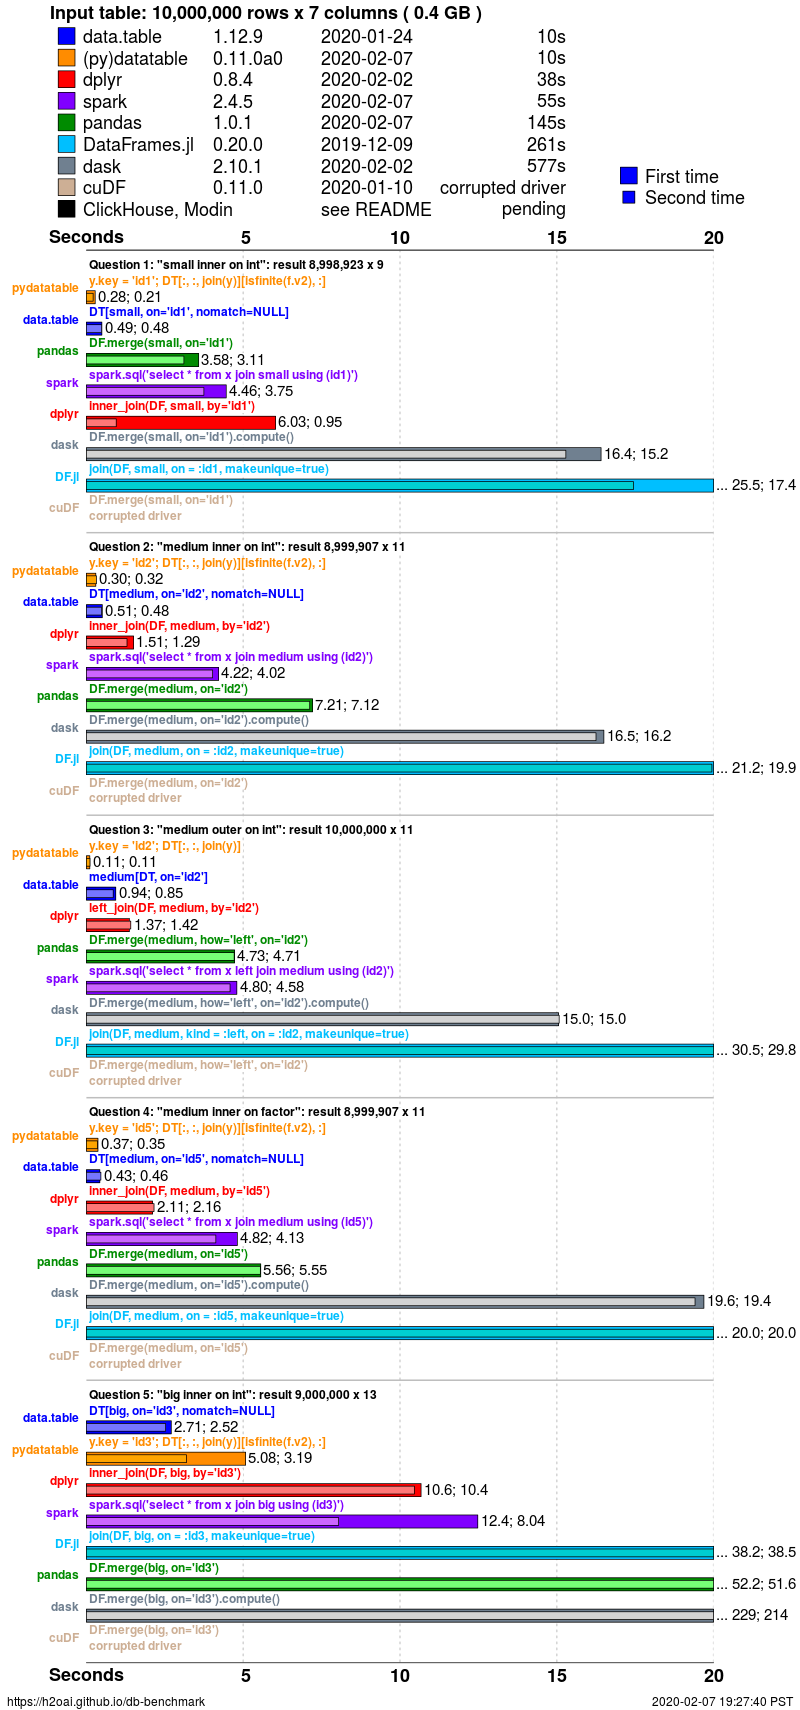 Input table: 10,000,000 rows x 7 columns ( 0.4 GB )
data.table 1.12.9 2020-01-24 10s
(py)datatable 0.11.0a0 2020-02-07 10s
dplyr 0.8.4 2020-02-02 38s
spark 2.4.5 2020-02-07 55s
pandas 1.0.1 2020-02-07 145s
DataFrames.jl 0.20.0 2019-12-09 261s
dask 2.10.1 2020-02-02 577s
cuDF 0.11.0 2020-01-10 corrupted driver
ClickHouse, Modin see README pending
First time
Second time
Seconds 5 10 15 20
Question 1: "small inner on int": result 8,998,923 x 9
y.key = 'id1'; DT[:, :, join(y)][isfinite(f.v2), :]
pydatatable 0.28; 0.21
DT[small, on='id1', nomatch=NULL]
data.table 0.49; 0.48
DF.merge(small, on='id1')
pandas 3.58; 3.11
spark.sql('select * from x join small using (id1)')
spark 4.46; 3.75
inner_join(DF, small, by='id1')
dplyr 6.03; 0.95
DF.merge(small, on='id1').compute()
dask 16.4; 15.2
join(DF, small, on = :id1, makeunique=true)
DF.jl ... 25.5; 17.4
DF.merge(small, on='id1')
cuDF corrupted driver
Question 2: "medium inner on int": result 8,999,907 x 11
y.key = 'id2'; DT[:, :, join(y)][isfinite(f.v2), :]
pydatatable 0.30; 0.32
DT[medium, on='id2', nomatch=NULL]
data.table 0.51; 0.48
inner_join(DF, medium, by='id2')
dplyr 1.51; 1.29
spark.sql('select * from x join medium using (id2)')
spark 4.22; 4.02
DF.merge(medium, on='id2')
pandas 7.21; 7.12
DF.merge(medium, on='id2').compute()
dask 16.5; 16.2
join(DF, medium, on = :id2, makeunique=true)
DF.jl ... 21.2; 19.9
DF.merge(medium, on='id2')
cuDF corrupted driver
Question 3: "medium outer on int": result 10,000,000 x 11
y.key = 'id2'; DT[:, :, join(y)]
pydatatable 0.11; 0.11
medium[DT, on='id2']
data.table 0.94; 0.85
left_join(DF, medium, by='id2')
dplyr 1.37; 1.42
DF.merge(medium, how='left', on='id2')
pandas 4.73; 4.71
spark.sql('select * from x left join medium using (id2)')
spark 4.80; 4.58
DF.merge(medium, how='left', on='id2').compute()
dask 15.0; 15.0
join(DF, medium, kind = :left, on = :id2, makeunique=true)
DF.jl ... 30.5; 29.8
DF.merge(medium, how='left', on='id2')
cuDF corrupted driver
Question 4: "medium inner on factor": result 8,999,907 x 11
y.key = 'id5'; DT[:, :, join(y)][isfinite(f.v2), :]
pydatatable 0.37; 0.35
DT[medium, on='id5', nomatch=NULL]
data.table 0.43; 0.46
inner_join(DF, medium, by='id5')
dplyr 2.11; 2.16
spark.sql('select * from x join medium using (id5)')
spark 4.82; 4.13
DF.merge(medium, on='id5')
pandas 5.56; 5.55
DF.merge(medium, on='id5').compute()
dask 19.6; 19.4
join(DF, medium, on = :id5, makeunique=true)
DF.jl ... 20.0; 20.0
DF.merge(medium, on='id5')
cuDF corrupted driver
Question 5: "big inner on int": result 9,000,000 x 13
DT[big, on='id3', nomatch=NULL]
data.table 2.71; 2.52
y.key = 'id3'; DT[:, :, join(y)][isfinite(f.v2), :]
pydatatable 5.08; 3.19
inner_join(DF, big, by='id3')
dplyr 10.6; 10.4
spark.sql('select * from x join big using (id3)')
spark 12.4; 8.04
join(DF, big, on = :id3, makeunique=true)
DF.jl ... 38.2; 38.5
DF.merge(big, on='id3')
pandas ... 52.2; 51.6
DF.merge(big, on='id3').compute()
dask ... 229; 214
DF.merge(big, on='id3')
cuDF corrupted driver
Seconds 5 10 15 20
https://h2oai.github.io/db-benchmark 2020-02-07 19:27:40 PST